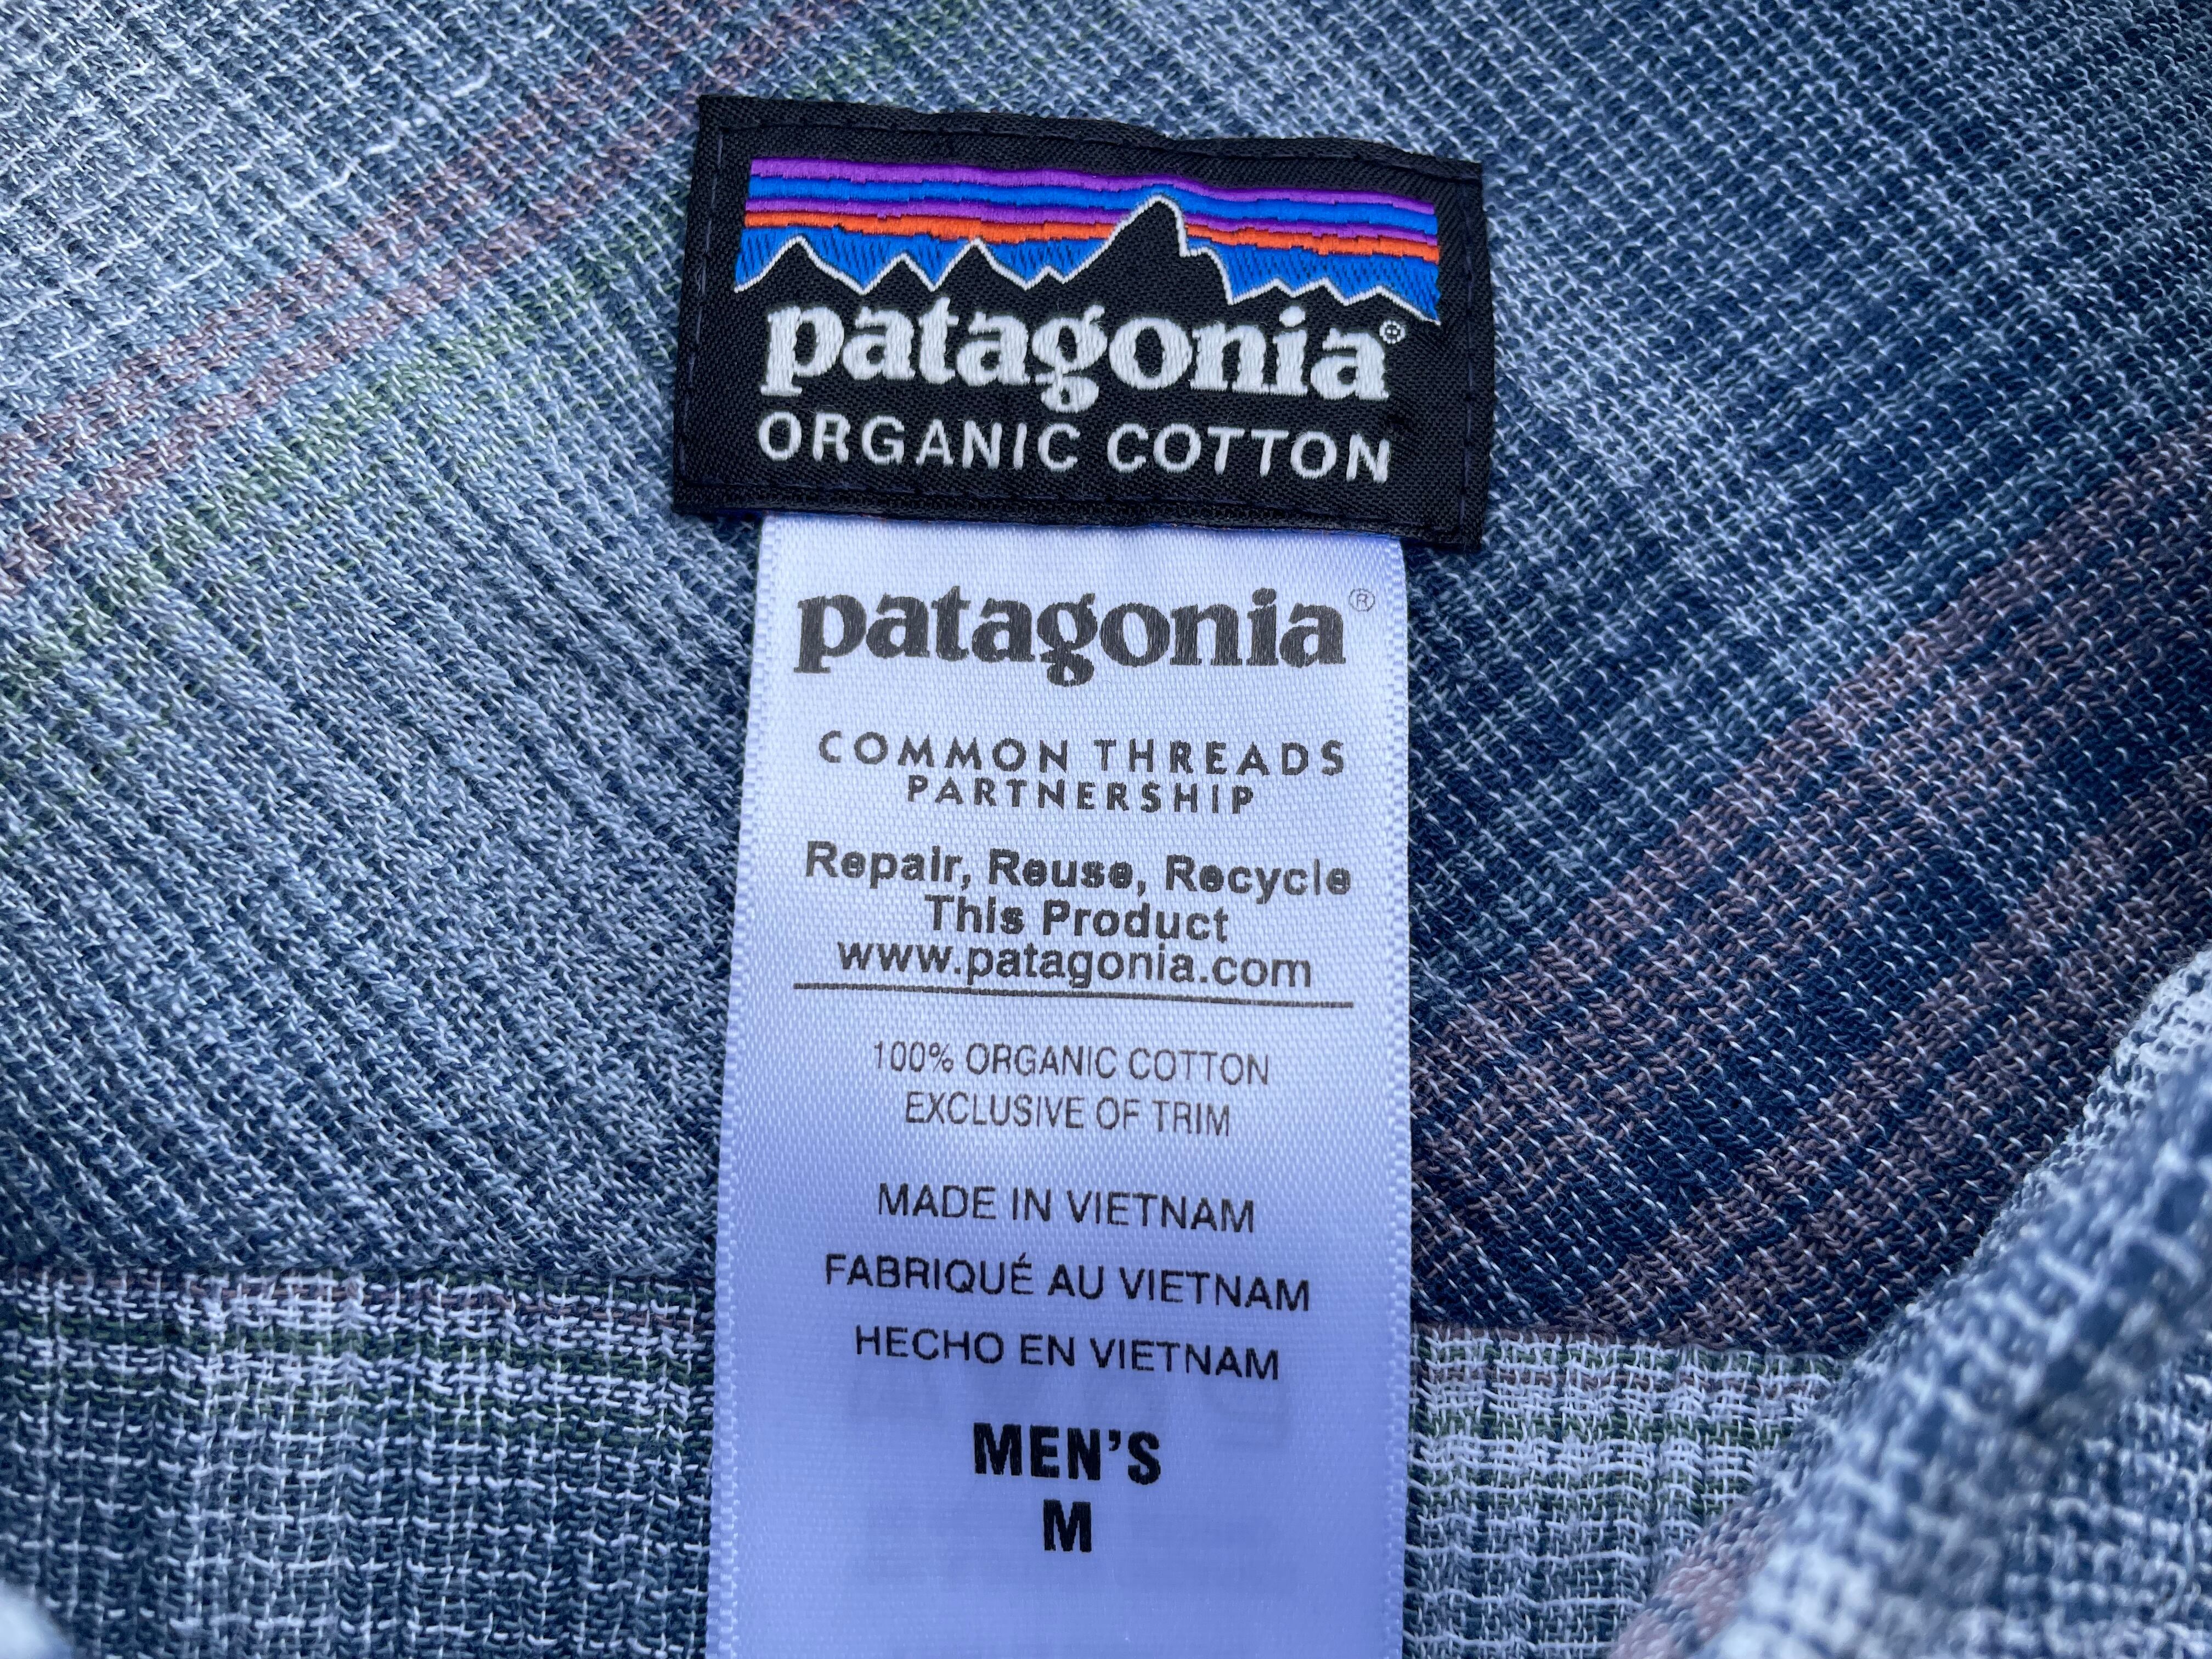 patagonia®
ORGANIC COTTON
patagonia®
COMMON THREADS
PARTNERSHIP
Repair, Reuse, Recycle
This Product
www.patagonia.com
100% ORGANIC COTTON
EXCLUSIVE OF TRIM
MADE IN VIETNAM
FABRIQUÉ AU VIETNAM
HECHO EN VIETNAM
MEN'S
M